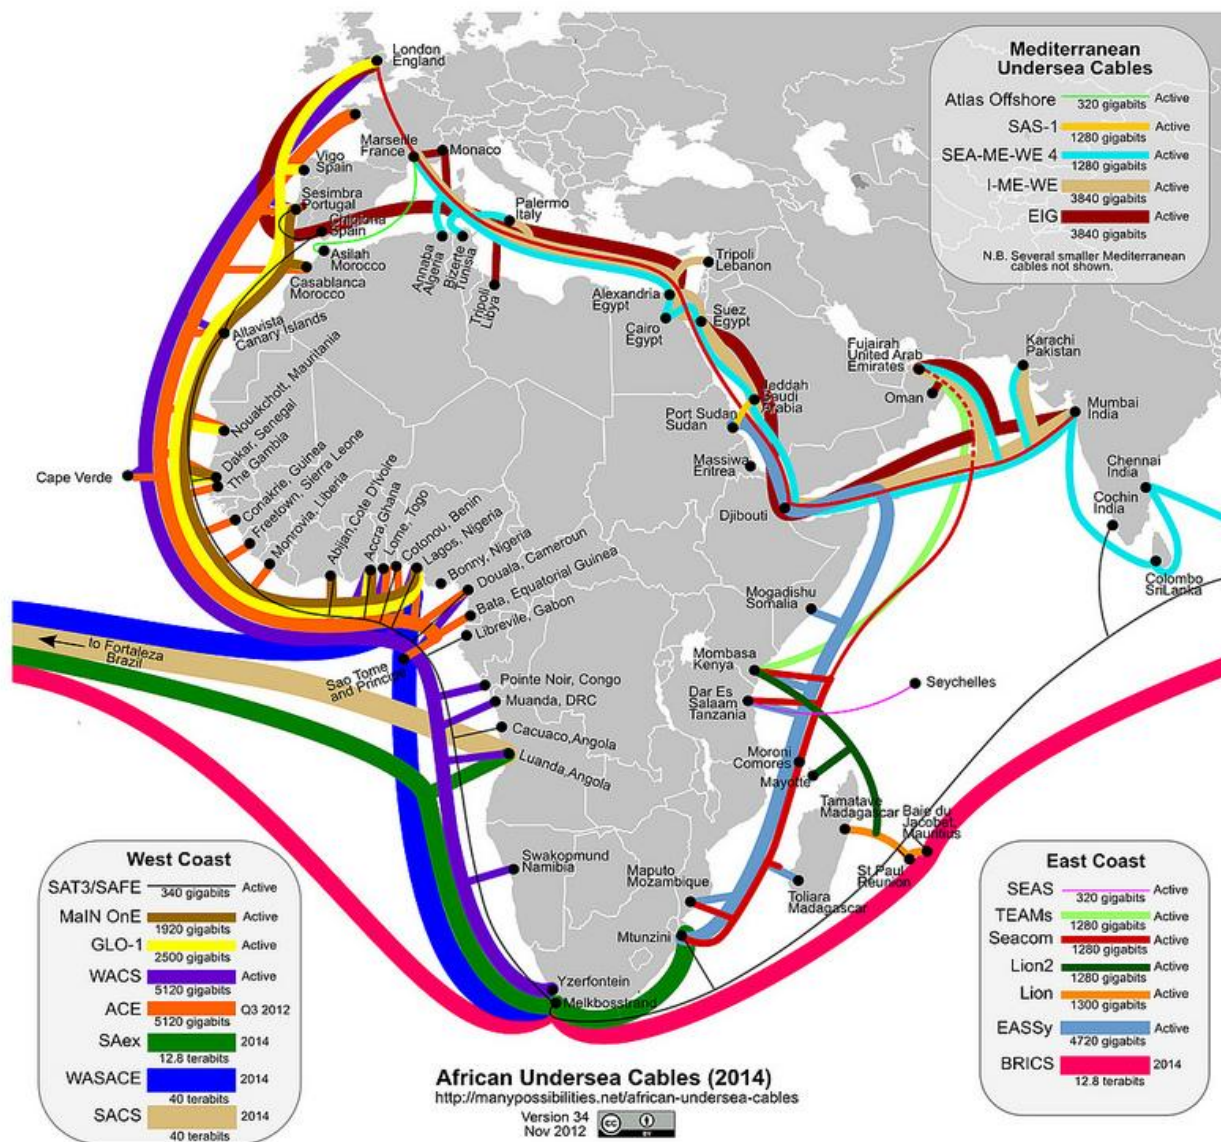 London
England
Marseille
France
Monaco
Vigo
Spain
Sesimbra
Portugal
Chipiona
Spain
Asilah
Morocco
Casablanca
Morocco
Palermo
Italy
Annaba
Algeria
Bizerte
Tunisia
Tripoli
Libya
Tripoli
Lebanon
Alexandria
Egypt
Cairo
Egypt
Suez
Egypt
Altavista
Canary Islands
Nouakchott, Mauritania
Dakar, Senegal
The Gambia
Cape Verde
Conakrie, Guinea
Freetown, Sierra Leone
Monrovia, Liberia
Abijan,Cote D'Ivoire
Accra,Ghana
Lome, Togo
Cotonou, Benin
Lagos, Nigeria
Bonny, Nigeria
Douala, Cameroun
Bata, Equatorial Guinea
Librevile, Gabon
Sao Tome
and Principe
to Fortaleza
Brazil
Pointe Noir, Congo
Muanda, DRC
Cacuaco,Angola
Luanda,Angola
Swakopmund
Namibia
Yzerfontein
Melkbosstrand
Jeddah
Saudi
Arabia
Port Sudan
Sudan
Massiwa
Eritrea
Djibouti
Fujairah
United Arab
Emirates
Oman
Karachi
Pakistan
Mumbai
India
Chennai
India
Cochin
India
Colombo
SriLanka
Mogadishu
Somalia
Mombasa
Kenya
Dar Es
Salaam
Tanzania
Seychelles
Moroni
Comores
Mayotte
Tamatave
Madagascar
Baie du
Jacobet,
Mauritius
St Paul
Reunion
Toliara
Madagascar
Maputo
Mozambique
Mtunzini
Mediterranean
Undersea Cables
Atlas Offshore 320 gigabits Active
SAS-1 1280 gigabits Active
SEA-ME-WE 4 1280 gigabits Active
I-ME-WE 3840 gigabits Active
EIG 3840 gigabits Active
N.B. Several smaller Mediterranean
cables not shown.
West Coast
SAT3/SAFE 340 gigabits Active
MaIN OnE 1920 gigabits Active
GLO-1 2500 gigabits Active
WACS 5120 gigabits Active
ACE 5120 gigabits Q3 2012
SAex 12.8 terabits 2014
WASACE 40 terabits 2014
SACS 40 terabits 2014
East Coast
SEAS 320 gigabits Active
TEAMs 1280 gigabits Active
Seacom 1280 gigabits Active
Lion2 1280 gigabits Active
Lion 1300 gigabits Active
EASSy 4720 gigabits Active
BRICS 12.8 terabits 2014
African Undersea Cables (2014)
http://manypossibilities.net/african-undersea-cables
Version 34
Nov 2012
cc
BY